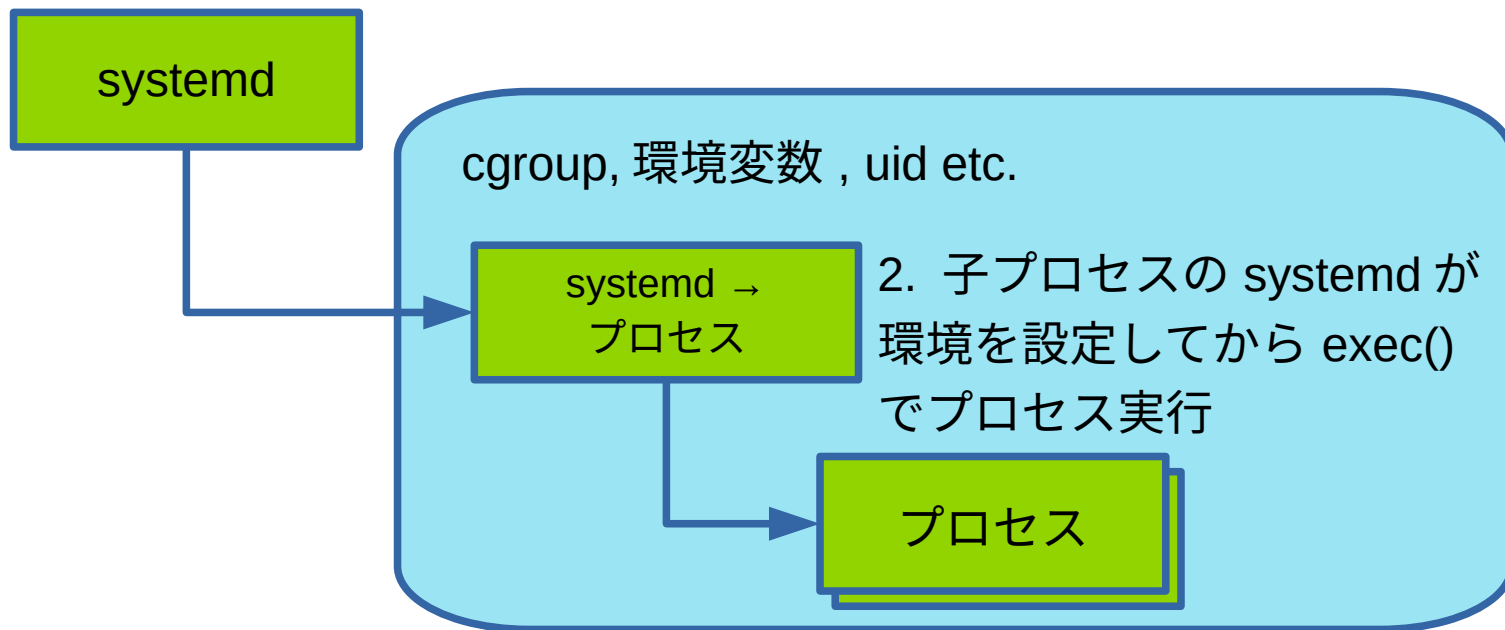 systemd
cgroup, 環境変数 , uid etc.
systemd →
プロセス
2. 子プロセスの systemd が
環境を設定してから exec()
でプロセス実行
プロセス